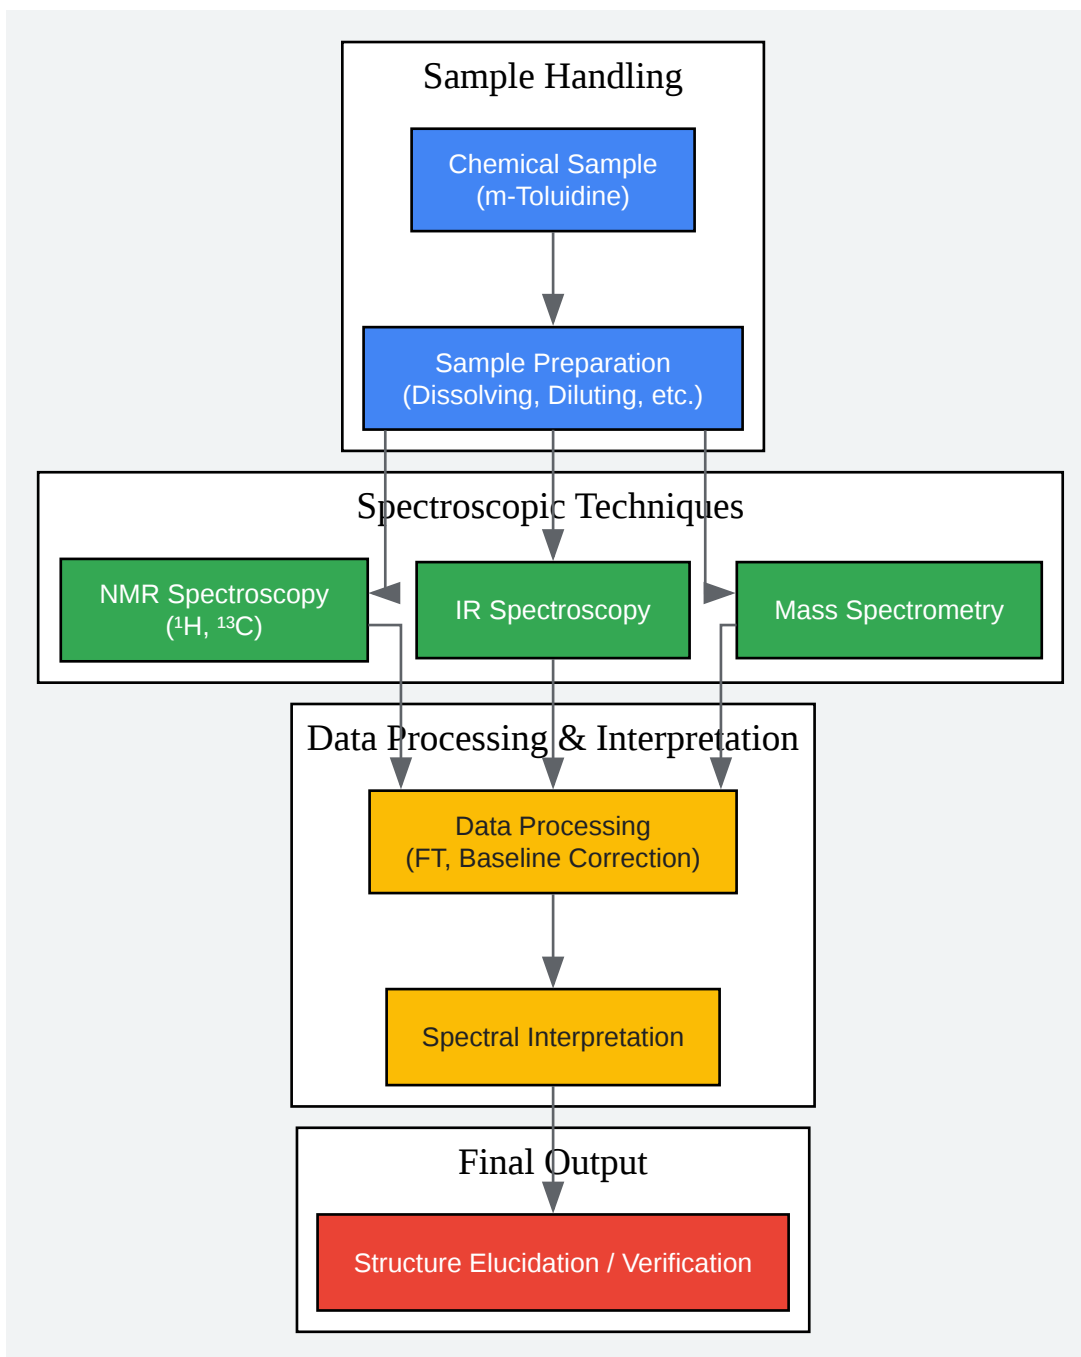 Sample Handling
Chemical Sample
(m-Toluidine)
Sample Preparation
(Dissolving, Diluting, etc.)
Spectroscopic Techniques
NMR Spectroscopy
(¹H, ¹³C)
IR Spectroscopy
Mass Spectrometry
Data Processing & Interpretation
Data Processing
(FT, Baseline Correction)
Spectral Interpretation
Final Output
Structure Elucidation / Verification